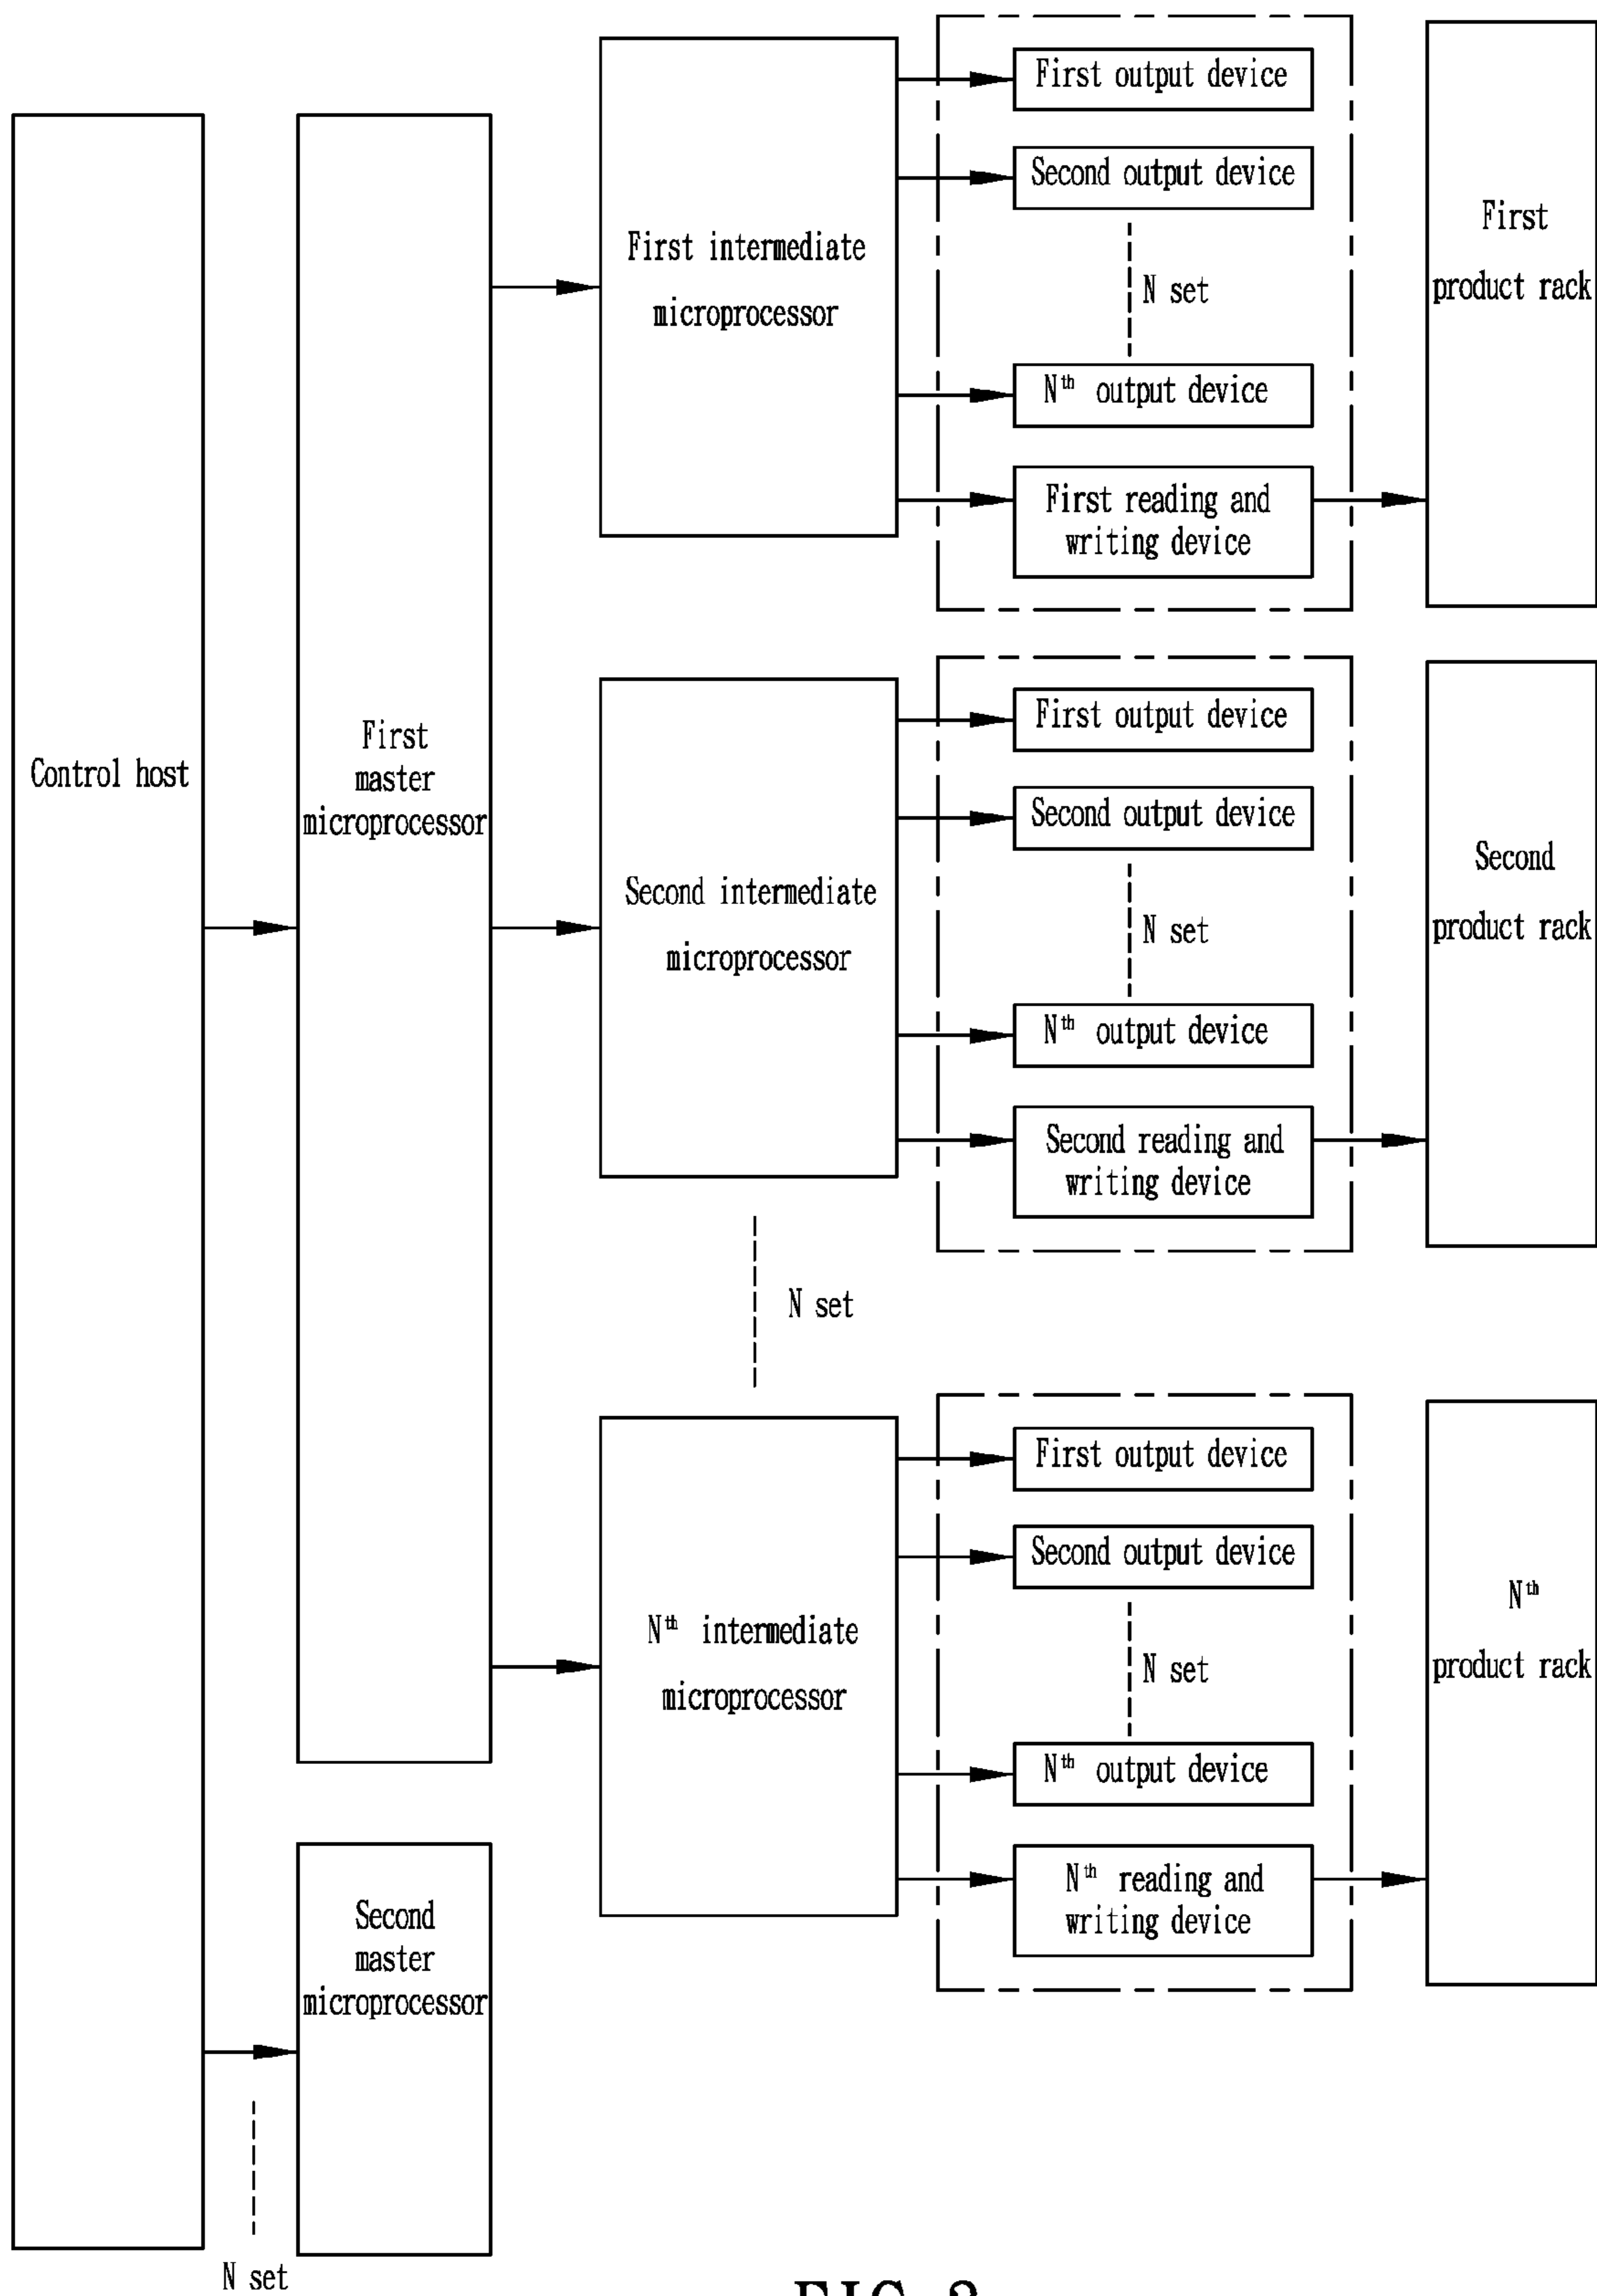 Control host
First
master
microprocessor
Second
master
microprocessor
N set
First intermediate
microprocessor
Second intermediate
microprocessor
N set
Nth intermediate
microprocessor
First output device
Second output device
N set
Nth output device
First reading and
writing device
First
product rack
First output device
Second output device
N set
Nth output device
Second reading and
writing device
Second
product rack
First output device
Second output device
N set
Nth output device
Nth reading and
writing device
Nth
product rack